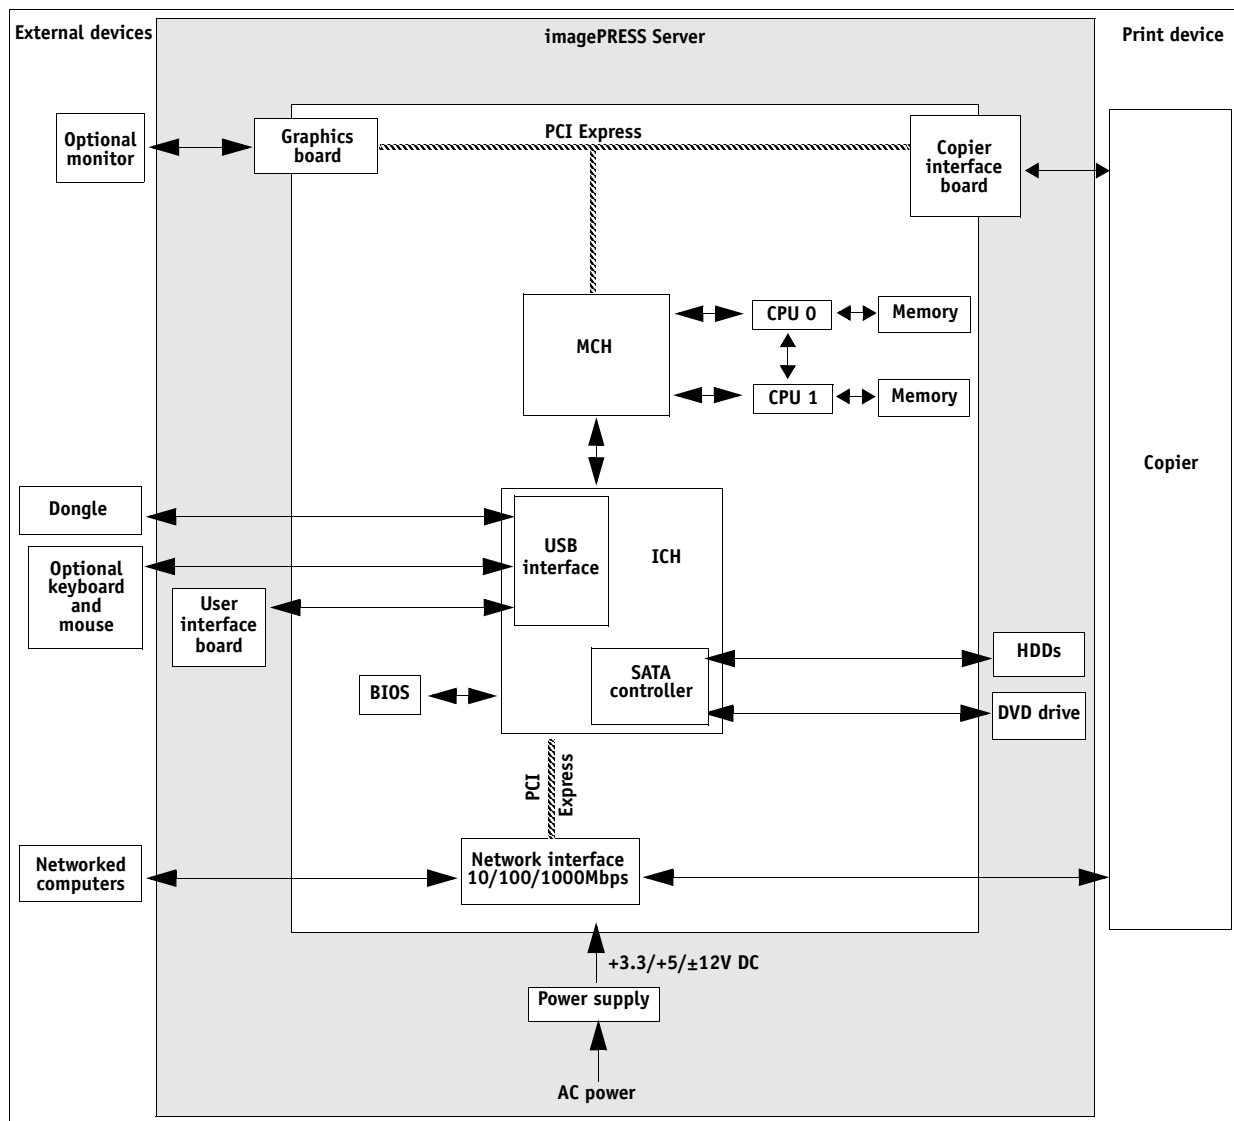 External devices
imagePRESS Server
Print device
Optional
monitor
Graphics
board
PCI Express
Copier
interface
board
MCH
CPU 0
Memory
CPU 1
Memory
Copier
Dongle
USB
interface
ICH
Optional
keyboard
and
mouse
User
interface
board
HDDs
SATA
controller
BIOS
DVD drive
PCI
Express
Networked
computers
Network interface
10/100/1000Mbps
+3.3/+5/±12V DC
Power supply
AC power